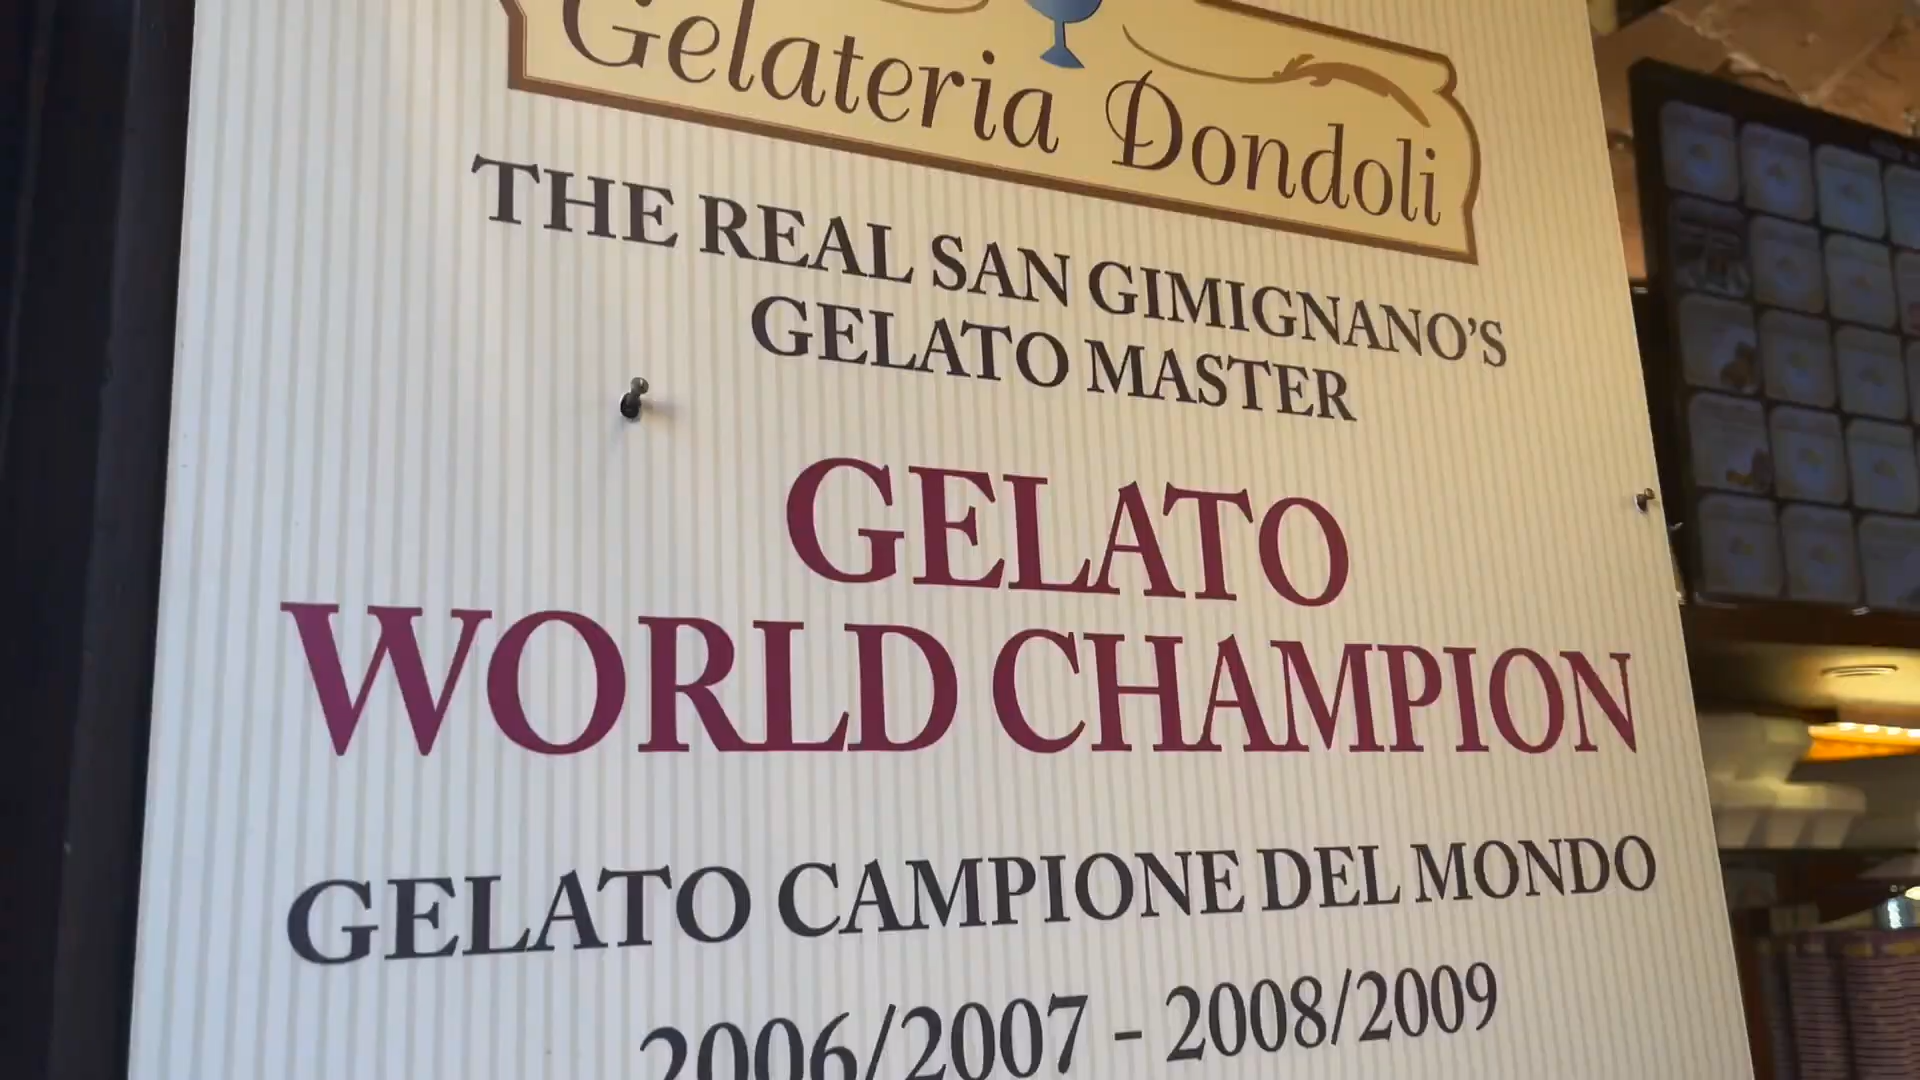 Gelateria Dondoli
THE REAL SAN GIMIGNANO'S
GELATO MASTER
GELATO
WORLD CHAMPION
GELATO CAMPIONE DEL MONDO
2006/2007 - 2008/2009